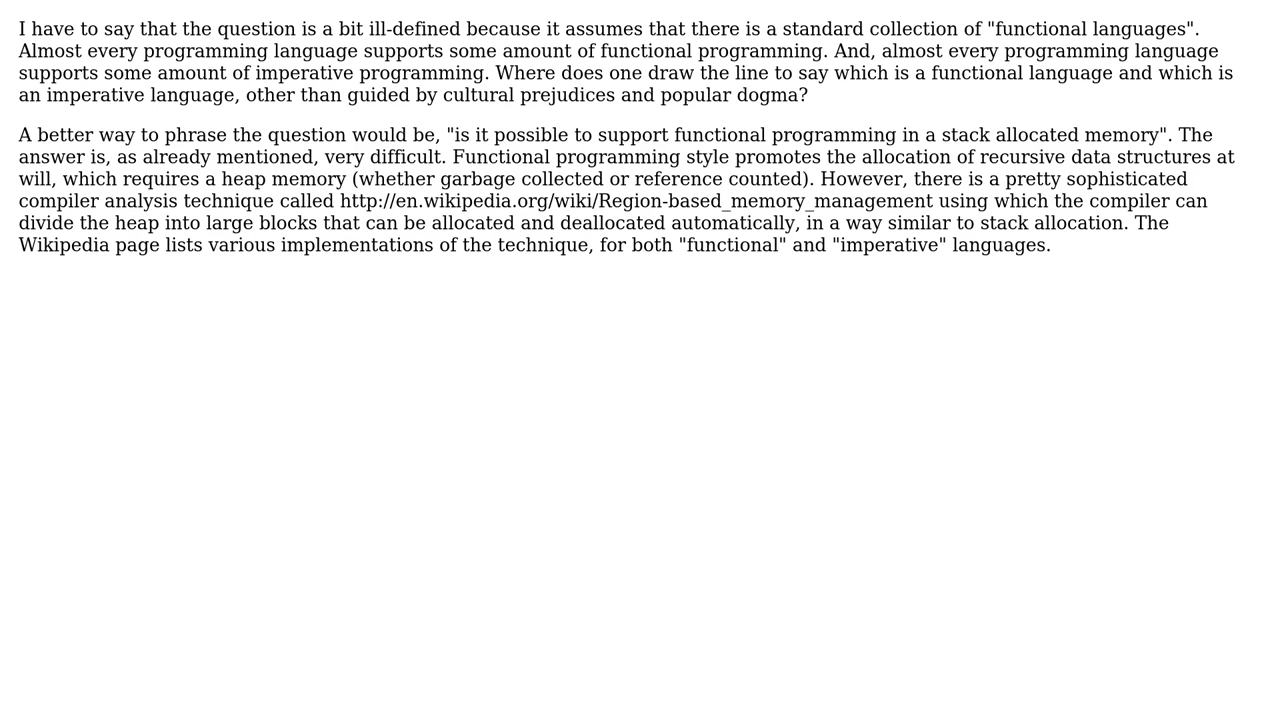 I have to say that the question is a bit ill-defined because it assumes that there is a standard collection of "functional languages".
Almost every programming language supports some amount of functional programming. And, almost every programming language
supports some amount of imperative programming. Where does one draw the line to say which is a functional language and which is
an imperative language, other than guided by cultural prejudices and popular dogma?
A better way to phrase the question would be, "is it possible to support functional programming in a stack allocated memory". The
answer is, as already mentioned, very difficult. Functional programming style promotes the allocation of recursive data structures at
will, which requires a heap memory (whether garbage collected or reference counted). However, there is a pretty sophisticated
compiler analysis technique called http://en.wikipedia.org/wiki/Region-based_memory_management using which the compiler can
divide the heap into large blocks that can be allocated and deallocated automatically, in a way similar to stack allocation. The
Wikipedia page lists various implementations of the technique, for both "functional" and "imperative" languages.